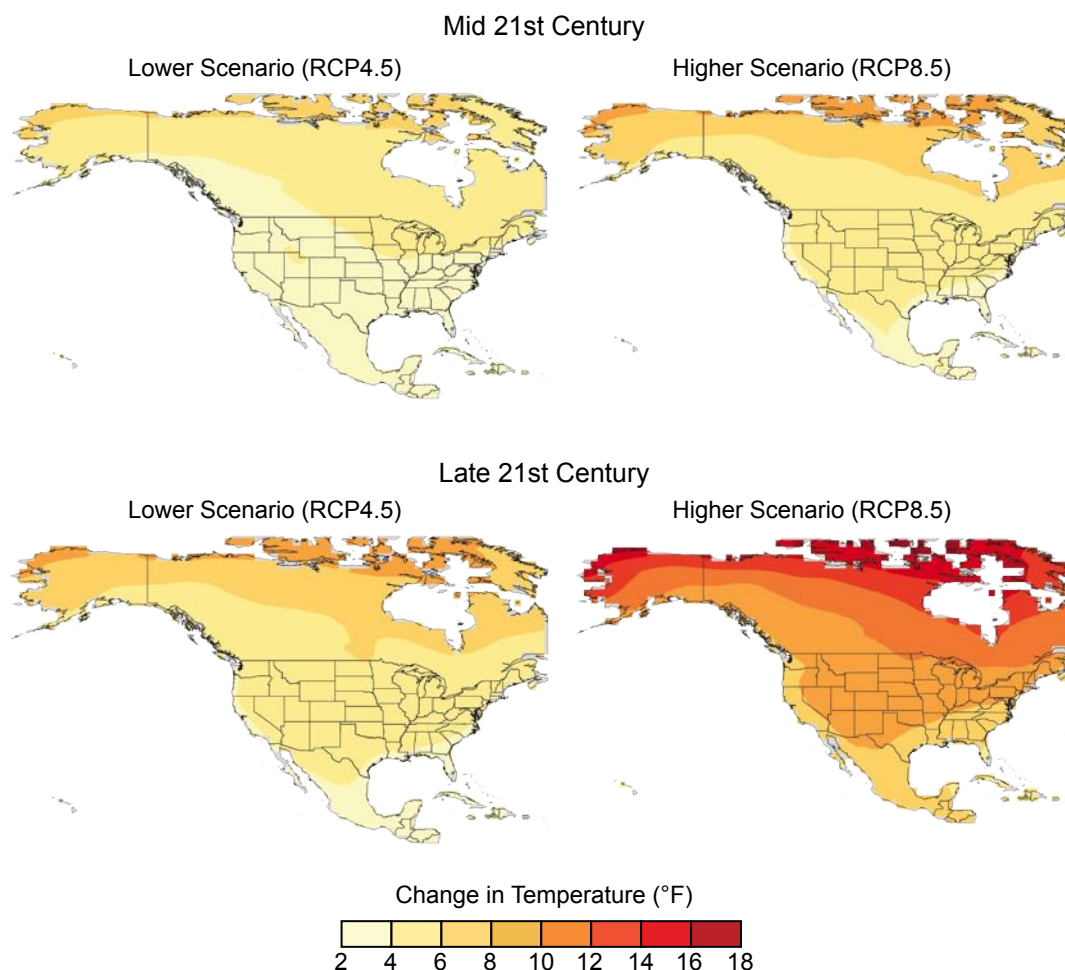 Mid 21st Century
Lower Scenario (RCP4.5)
Higher Scenario (RCP8.5)
Late 21st Century
Lower Scenario (RCP4.5)
Higher Scenario (RCP8.5)
Change in Temperature (°F)
2 4 6 8 10 12 14 16 18